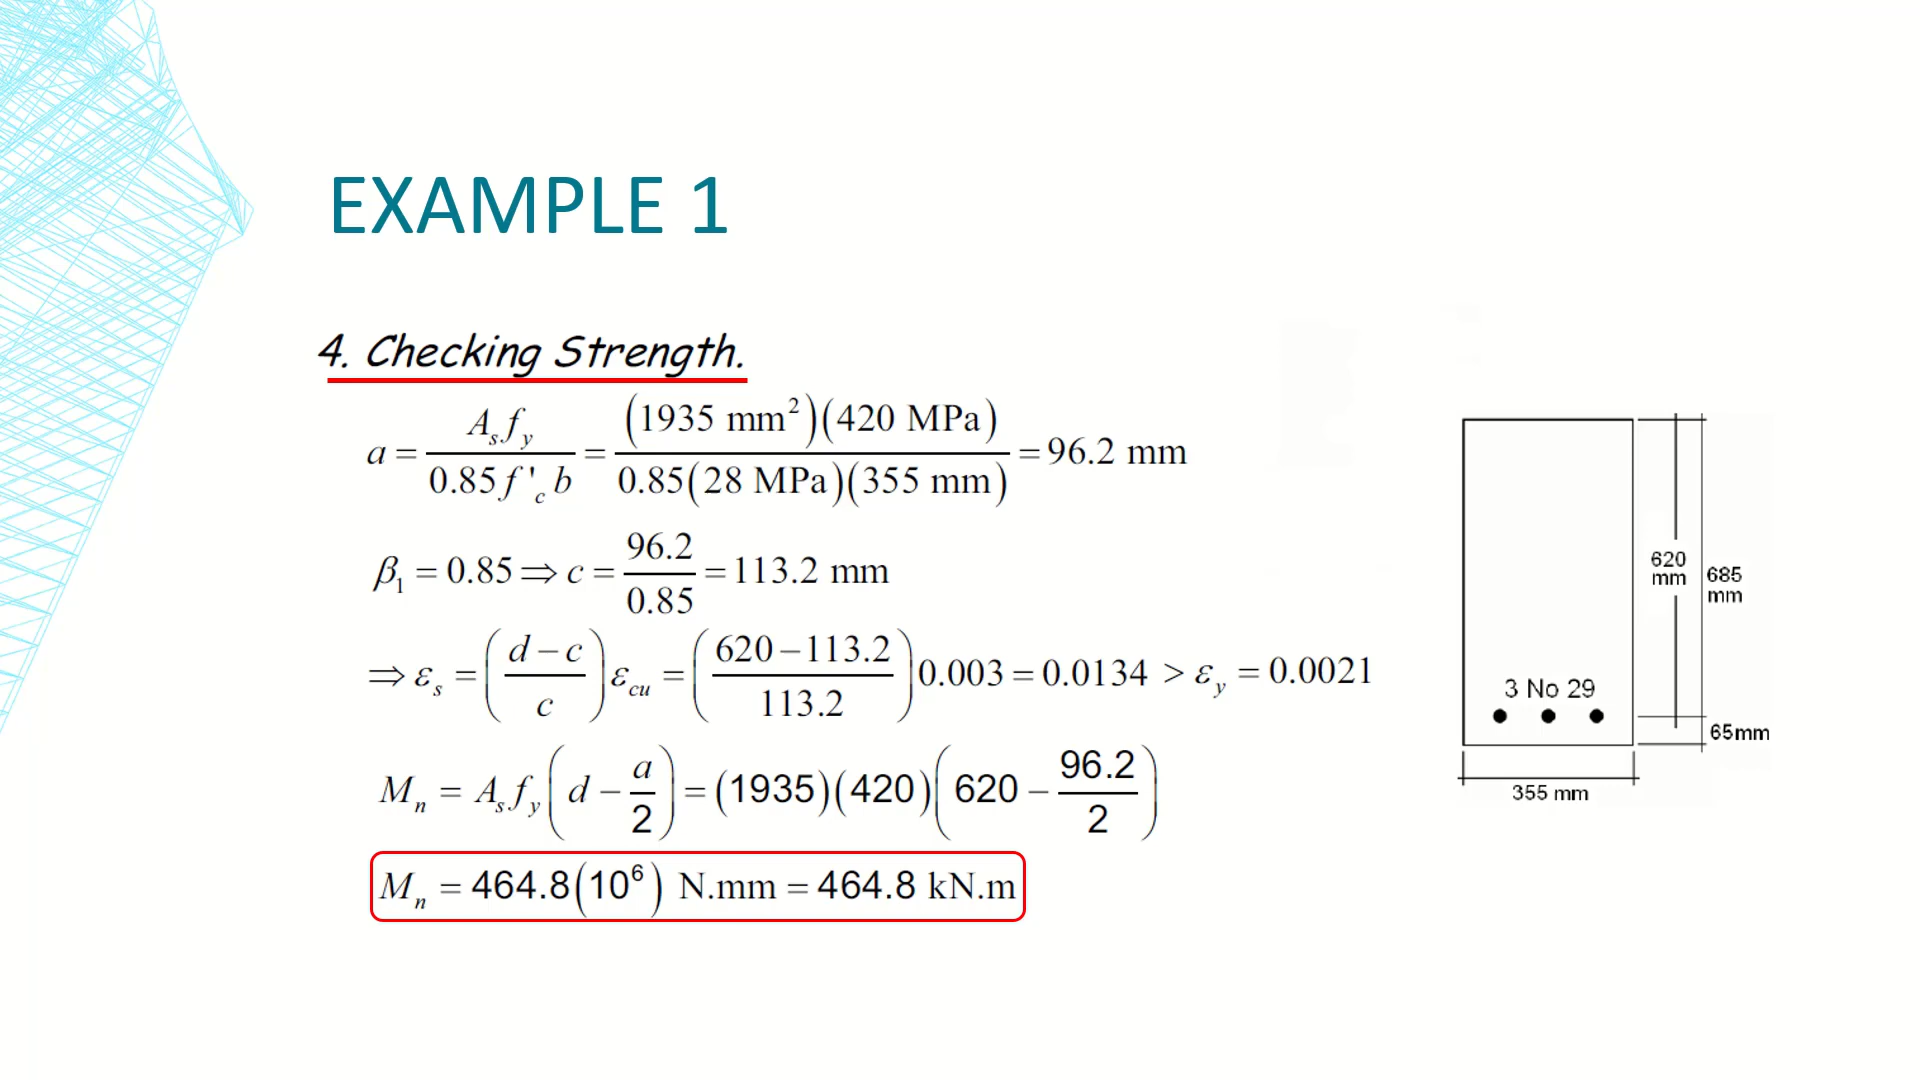 EXAMPLE 1
4. Checking Strength.
a = A_s f_y / 0.85 f'_c b = (1935 mm²)(420 MPa) / 0.85(28 MPa)(355 mm) = 96.2 mm
β₁ = 0.85 ⇒ c = 96.2 / 0.85 = 113.2 mm
⇒ ε_s = ( d − c / c ) ε_cu = ( 620 − 113.2 / 113.2 ) 0.003 = 0.0134 > ε_y = 0.0021
M_n = A_s f_y ( d − a / 2 ) = (1935)(420)( 620 − 96.2 / 2 )
M_n = 464.8(10⁶) N.mm = 464.8 kN.m
620
mm
685
mm
3 No 29
65mm
355 mm